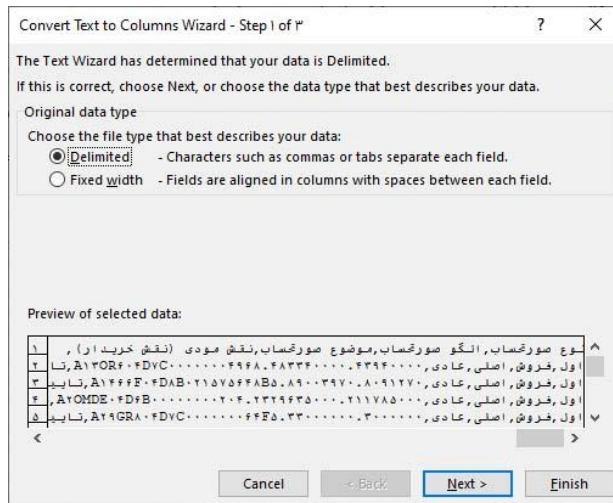 Convert Text to Columns Wizard - Step ۱ of ۳
The Text Wizard has determined that your data is Delimited.
If this is correct, choose Next, or choose the data type that best describes your data.
Original data type
Choose the file type that best describes your data:
Delimited - Characters such as commas or tabs separate each field.
Fixed width - Fields are aligned in columns with spaces between each field.
Preview of selected data:
۱ نوع صورتحساب,الگو صورتحساب,موضوع صورتحساب,نقش مودی (نقش خریدار) ,
۲ اول,فروش,اصلی,عادی,
۳ اول,فروش,اصلی,عادی,
۴ اول,فروش,اصلی,عادی,
۵ اول,فروش,اصلی,عادی,
Cancel
< Back
Next >
Finish